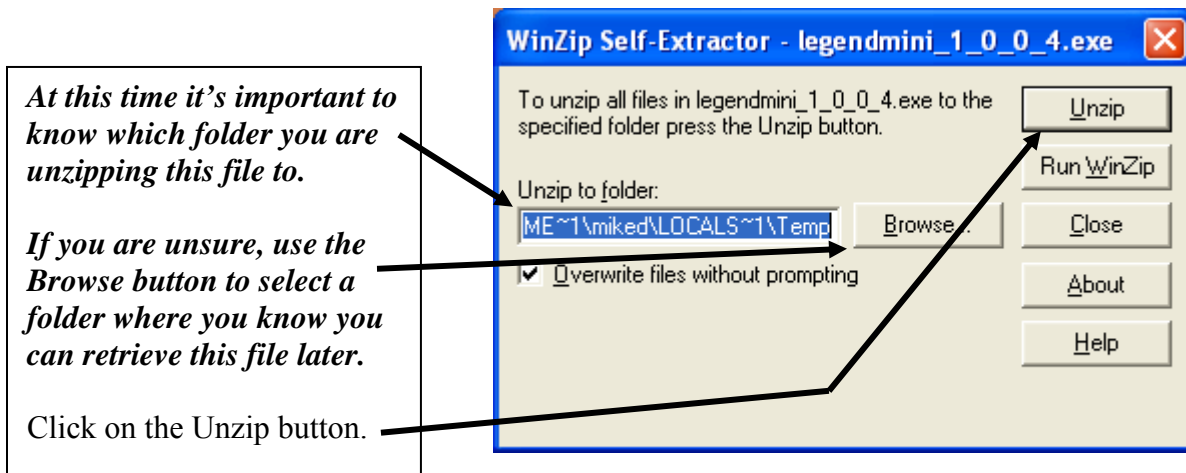 At this time it’s important to
know which folder you are
unzipping this file to.
If you are unsure, use the
Browse button to select a
folder where you know you
can retrieve this file later.
Click on the Unzip button.
WinZip Self-Extractor - legendmini_1_0_0_4.exe
To unzip all files in legendmini_1_0_0_4.exe to the
specified folder press the Unzip button.
Unzip to folder:
ME~1\miked\LOCALS~1\Temp
Browse...
Overwrite files without prompting
Unzip
Run WinZip
Close
About
Help